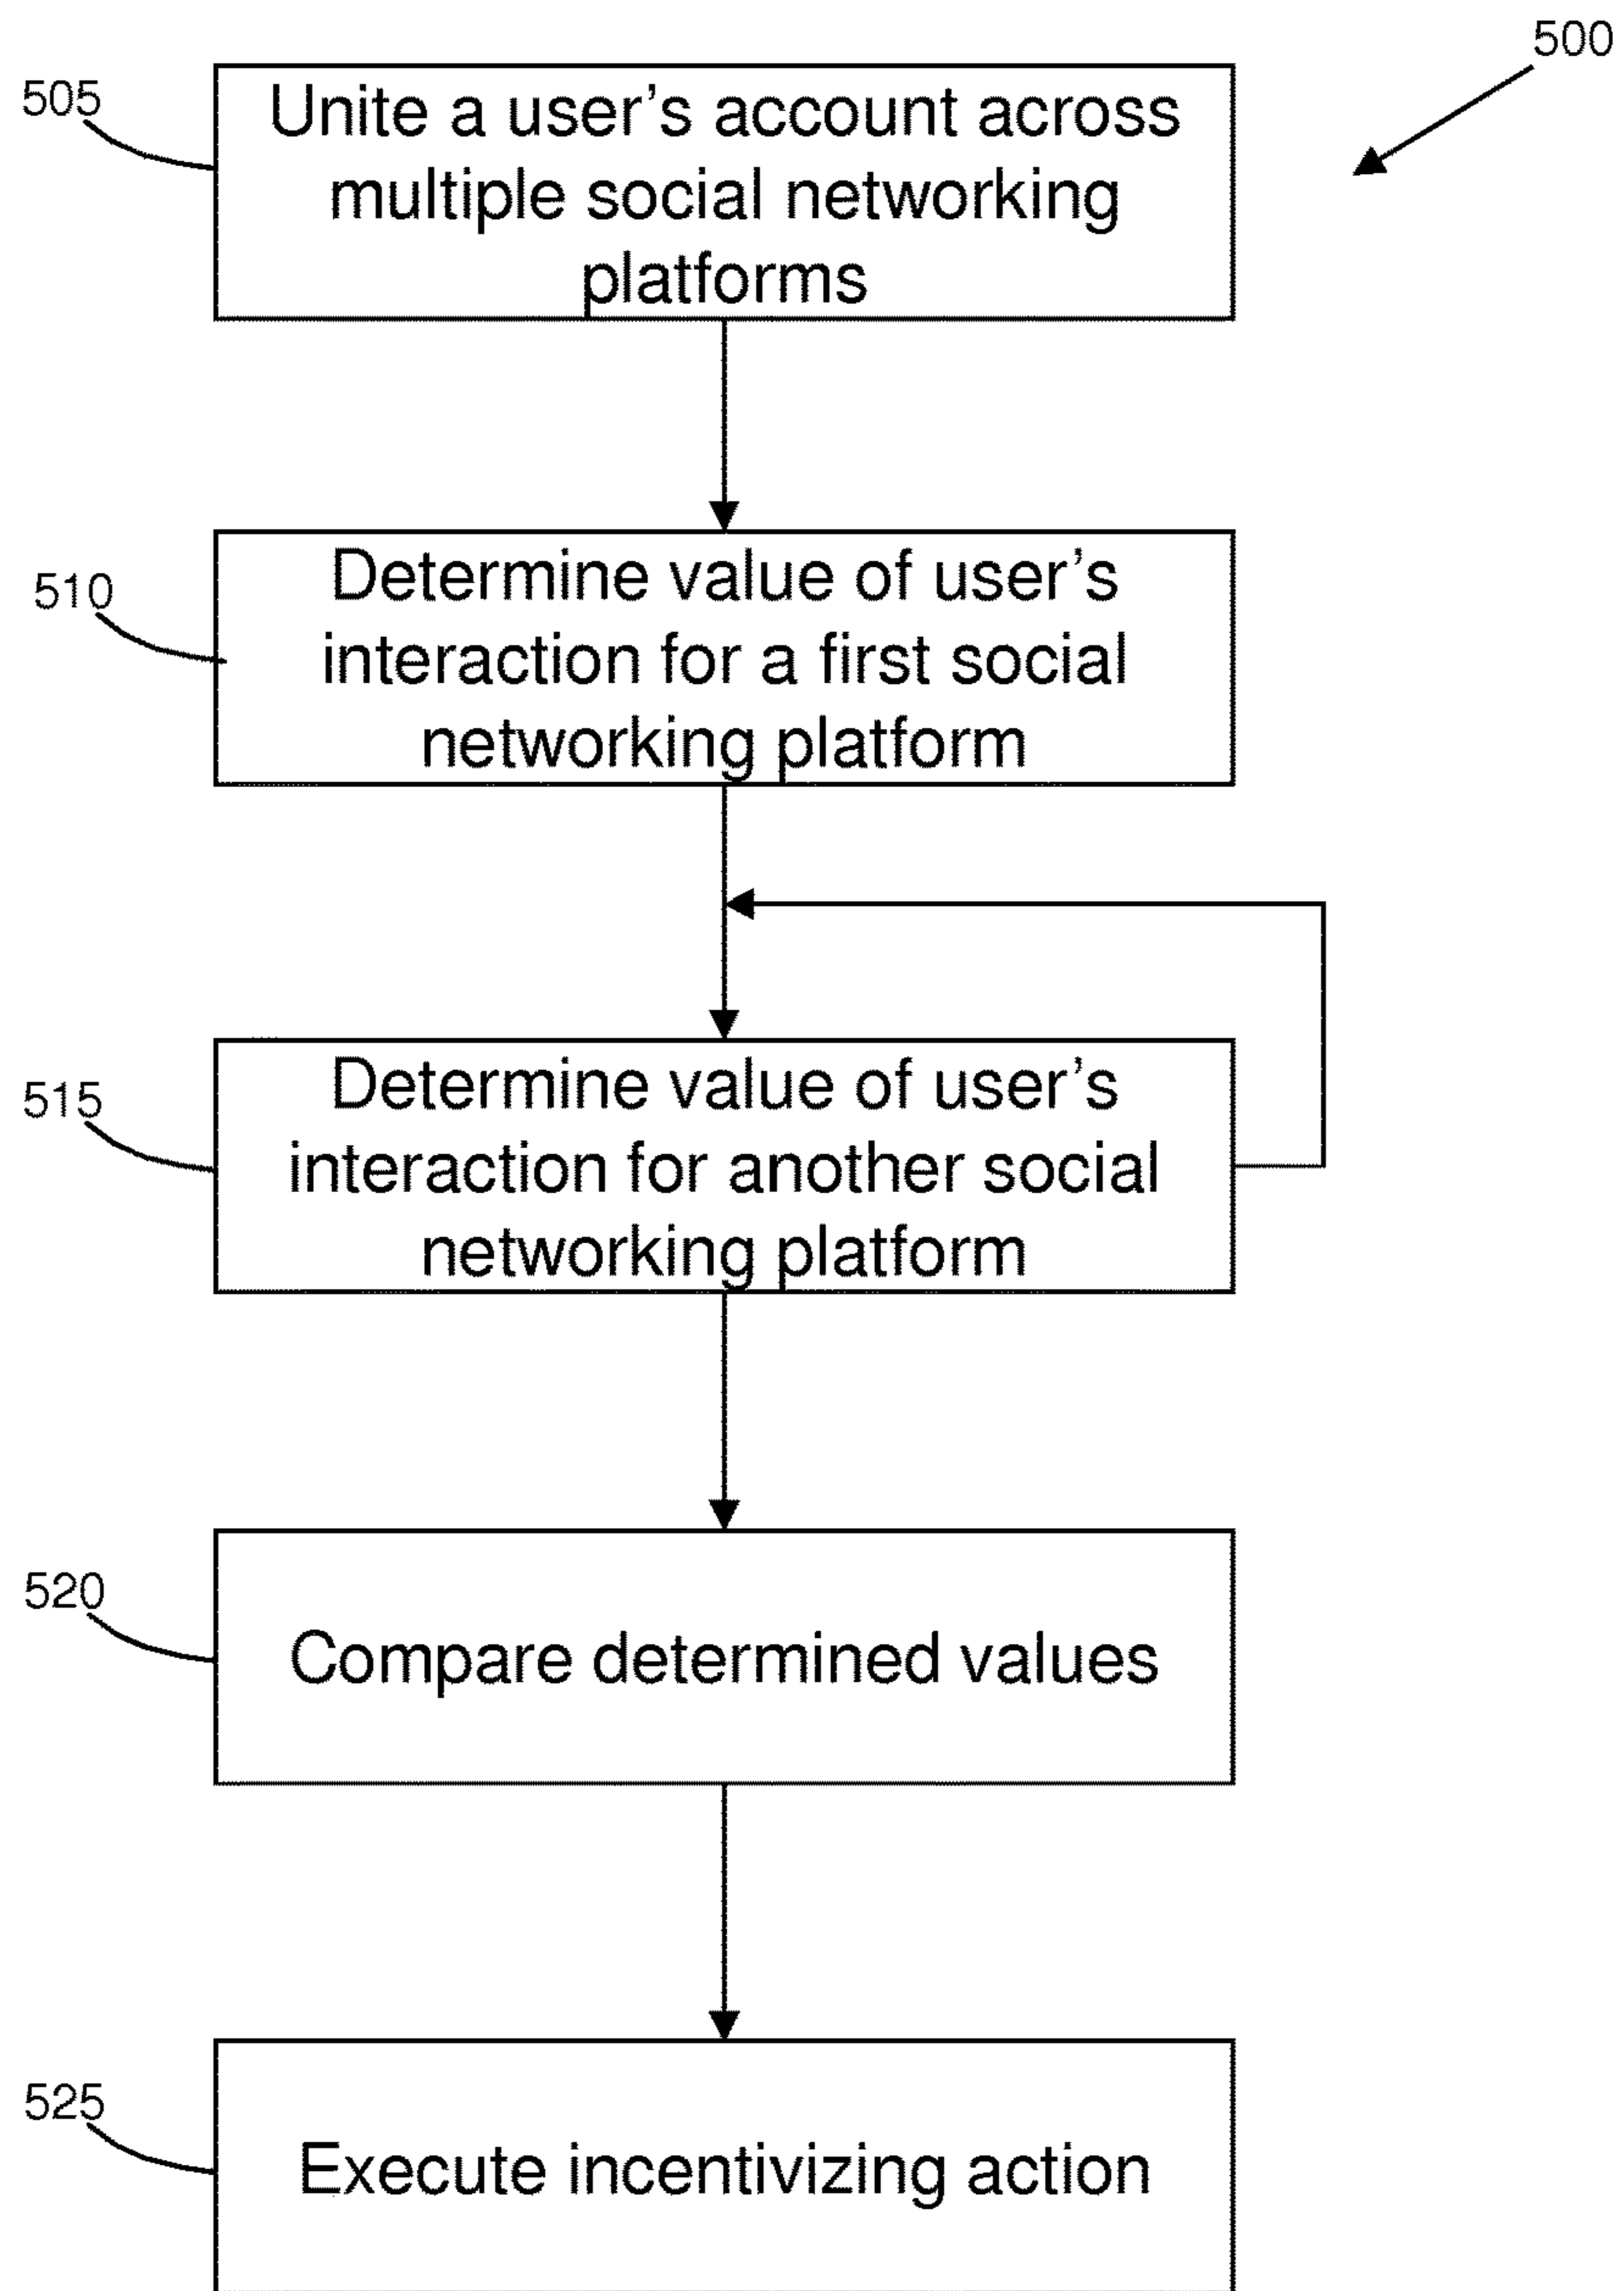 500
505
Unite a user's account across
multiple social networking
platforms
510
Determine value of user's
interaction for a first social
networking platform
515
Determine value of user's
interaction for another social
networking platform
520
Compare determined values
525
Execute incentivizing action